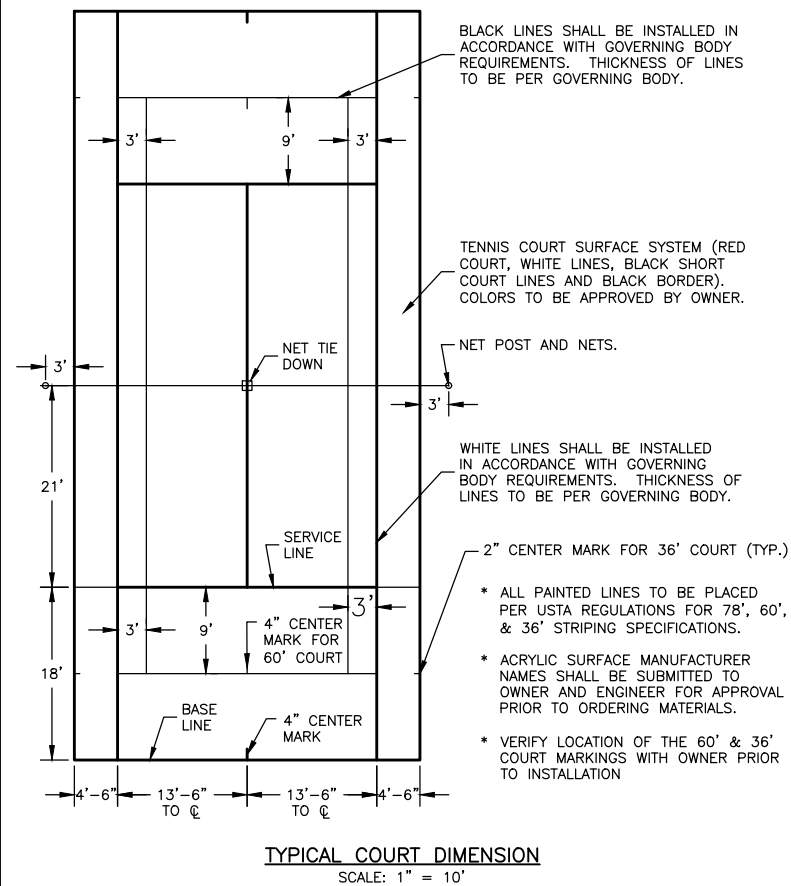 BLACK LINES SHALL BE INSTALLED IN
ACCORDANCE WITH GOVERNING BODY
REQUIREMENTS. THICKNESS OF LINES
TO BE PER GOVERNING BODY.
3'
9'
3'
TENNIS COURT SURFACE SYSTEM (RED
COURT, WHITE LINES, BLACK SHORT
COURT LINES AND BLACK BORDER).
COLORS TO BE APPROVED BY OWNER.
NET TIE
DOWN
NET POST AND NETS.
3'
3'
WHITE LINES SHALL BE INSTALLED
IN ACCORDANCE WITH GOVERNING
BODY REQUIREMENTS. THICKNESS OF
LINES TO BE PER GOVERNING BODY.
21'
SERVICE
LINE
2" CENTER MARK FOR 36' COURT (TYP.)
* ALL PAINTED LINES TO BE PLACED
PER USTA REGULATIONS FOR 78', 60',
& 36' STRIPING SPECIFICATIONS.
3'
9'
4" CENTER
MARK FOR
60' COURT
3'
18'
* ACRYLIC SURFACE MANUFACTURER
NAMES SHALL BE SUBMITTED TO
OWNER AND ENGINEER FOR APPROVAL
PRIOR TO ORDERING MATERIALS.
BASE
LINE
4" CENTER
MARK
* VERIFY LOCATION OF THE 60' & 36'
COURT MARKINGS WITH OWNER PRIOR
TO INSTALLATION
4'-6"
13'-6"
TO ℄
13'-6"
TO ℄
4'-6"
TYPICAL COURT DIMENSION
SCALE: 1" = 10'